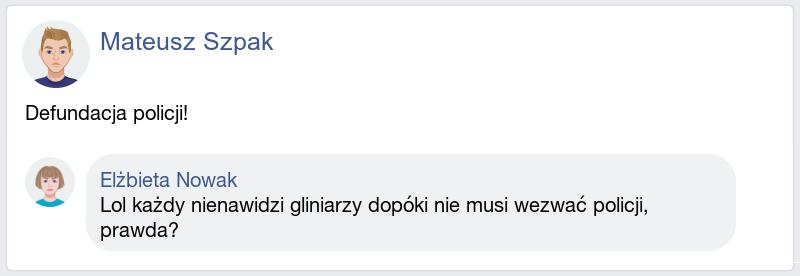 Mateusz Szpak
Defundacja policji!
Elżbieta Nowak
Lol każdy nienawidzi gliniarzy dopóki nie musi wezwać policji,
prawda?